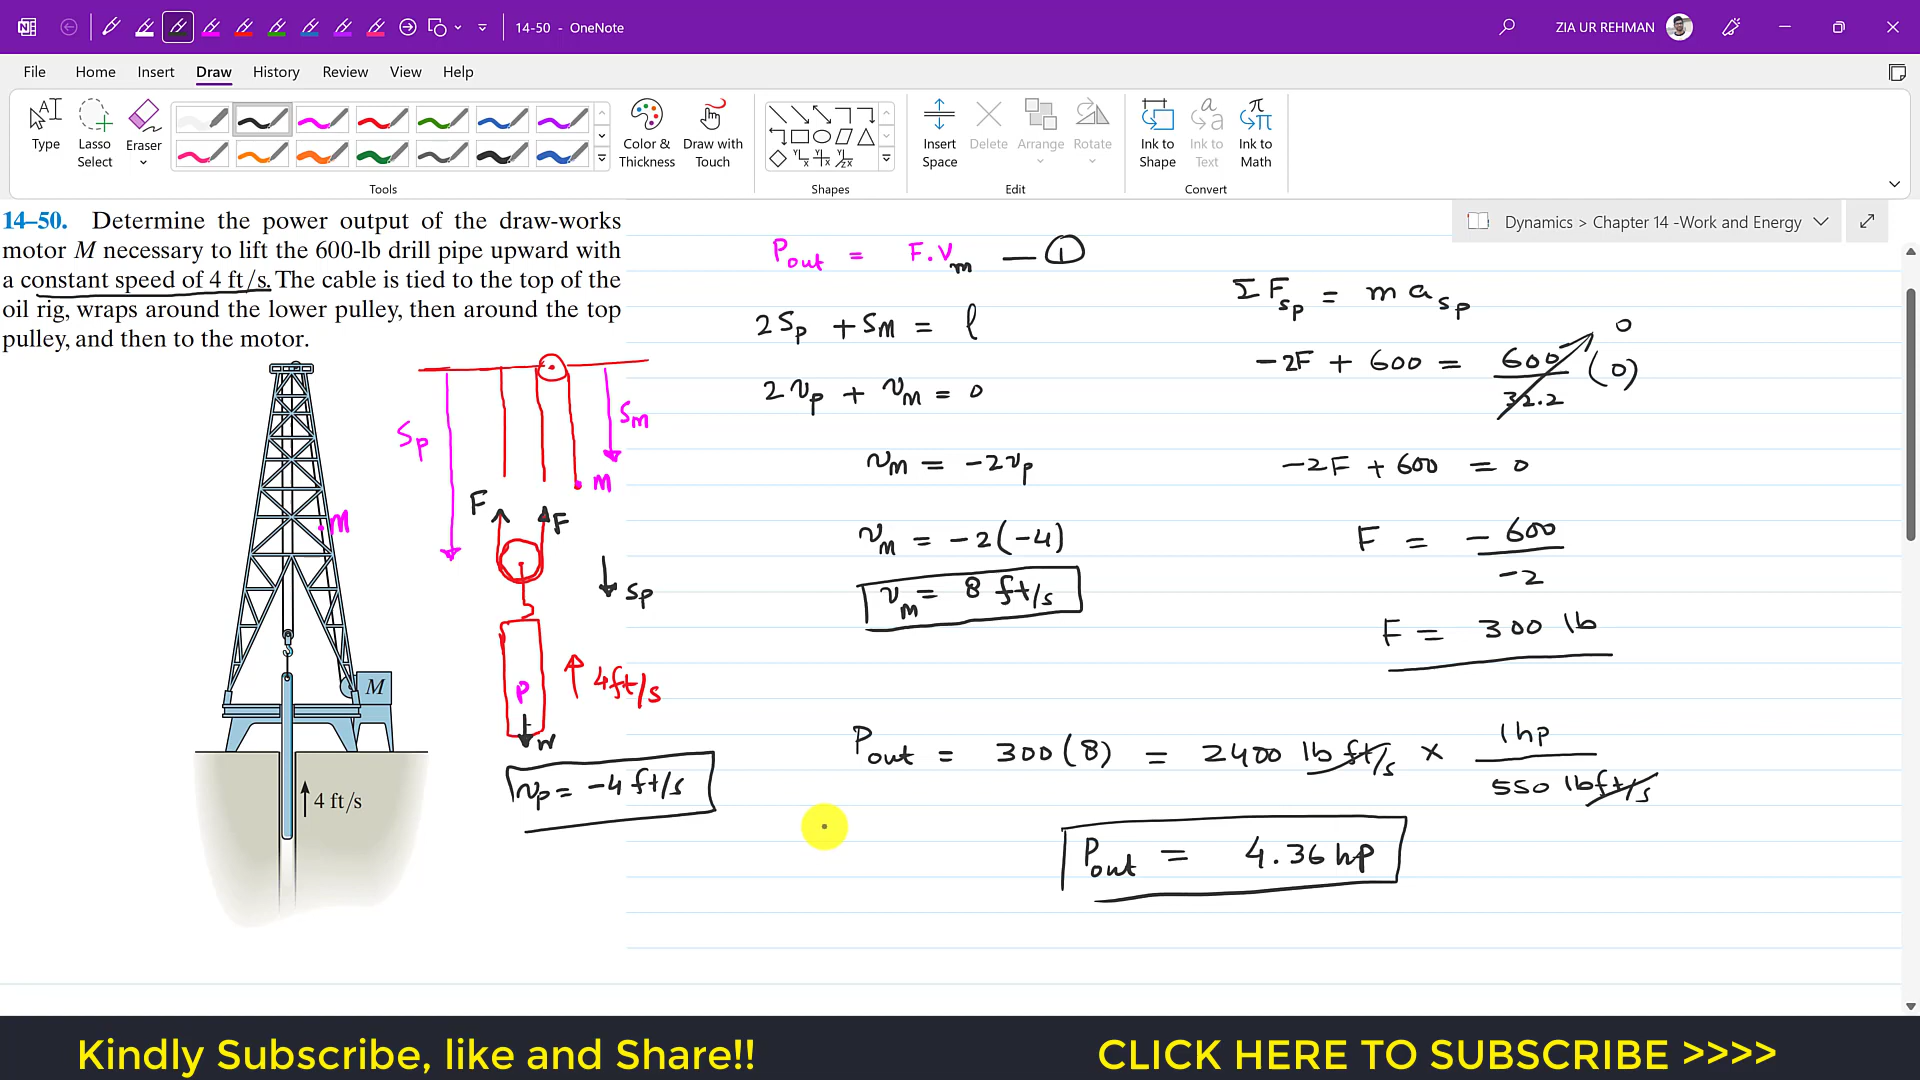 14-50 - OneNote
ZIA UR REHMAN
File Home Insert Draw History Review View Help
Type
Lasso Select
Eraser
Color & Thickness
Draw with Touch
Insert Space
Delete
Arrange
Rotate
Ink to Shape
Ink to Text
Ink to Math
Tools
Shapes
Edit
Convert
Dynamics > Chapter 14 -Work and Energy
14–50. Determine the power output of the draw-works
motor M necessary to lift the 600-lb drill pipe upward with
a constant speed of 4 ft/s. The cable is tied to the top of the
oil rig, wraps around the lower pulley, then around the top
pulley, and then to the motor.
M
4 ft/s
M
Sp
SM
M
F
F
Sp
P
4ft/s
W
vp = -4 ft/s
Pout = F.Vm — ①
2Sp + SM = l
2vp + vM = 0
vM = -2vp
vM = -2(-4)
vM = 8 ft/s
ΣFsp = m asp
-2F + 600 = 600/32.2 (0) 0
-2F + 600 = 0
F = -600/-2
F = 300 lb
Pout = 300(8) = 2400 lb ft/s × 1hp/550 lbft/s
Pout = 4.36 hp
Kindly Subscribe, like and Share!!
CLICK HERE TO SUBSCRIBE >>>>